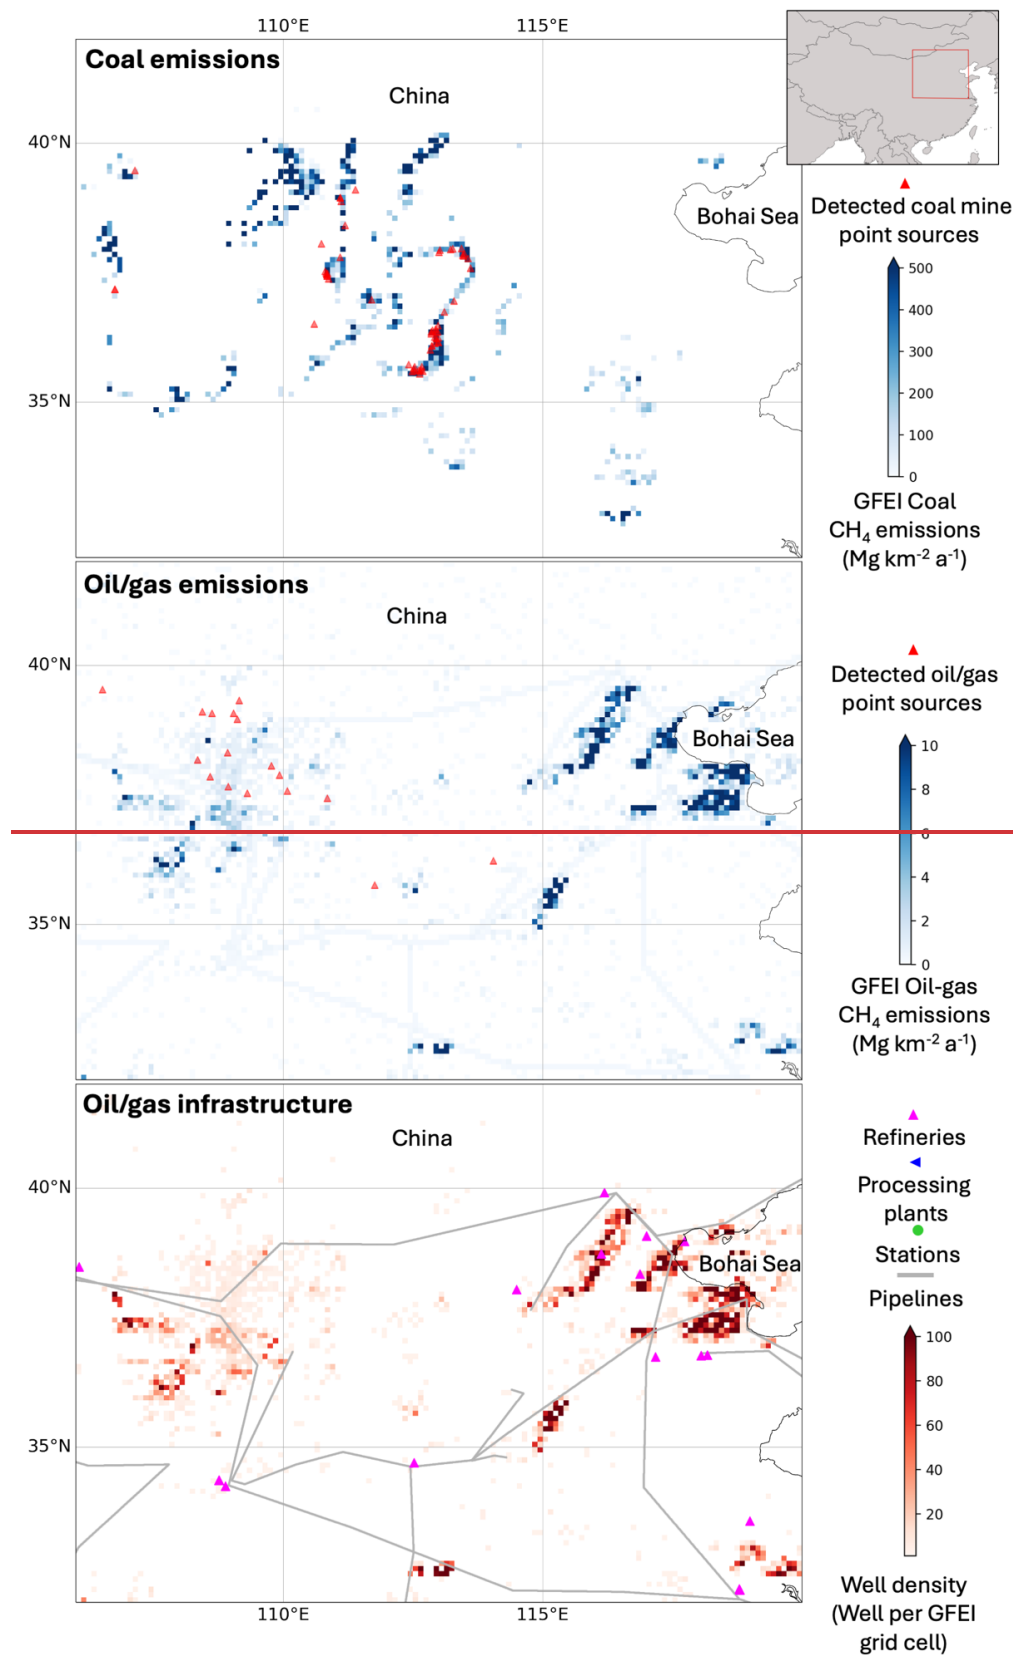 110°E 115°E
Coal emissions
China
40°N
Bohai Sea
35°N
Detected coal mine
point sources
500
400
300
200
100
0
GFEI Coal
CH₄ emissions
(Mg km⁻² a⁻¹)
Oil/gas emissions
China
40°N
Bohai Sea
35°N
Detected oil/gas
point sources
10
8
6
4
2
0
GFEI Oil-gas
CH₄ emissions
(Mg km⁻² a⁻¹)
Oil/gas infrastructure
China
40°N
Bohai Sea
35°N
110°E 115°E
Refineries
Processing
plants
Stations
Pipelines
100
80
60
40
20
Well density
(Well per GFEI
grid cell)